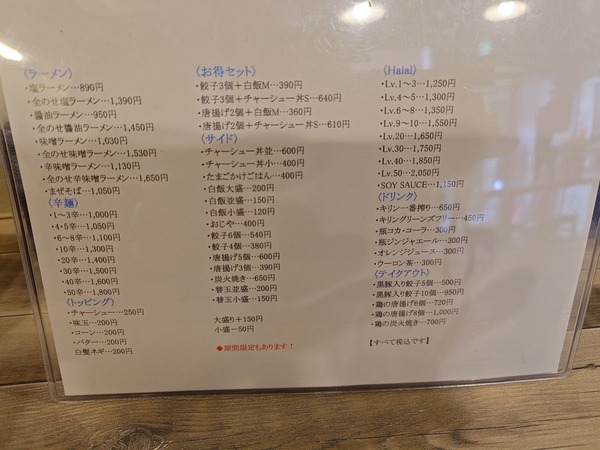 〈ラーメン〉
・塩ラーメン…890円
・全のせ塩ラーメン…1,390円
・醤油ラーメン…950円
・全のせ醤油ラーメン…1,450円
・味噌ラーメン…1,030円
・全のせ味噌ラーメン…1,530円
・辛味噌ラーメン…1,130円
・全のせ辛味噌ラーメン…1,650円
・まぜそば…1,050円
〈辛麺〉
・1～3辛…1,000円
・4・5辛…1,050円
・6～8辛…1,100円
・10辛…1,300円
・20辛…1,400円
・30辛…1,500円
・40辛…1,600円
・50辛…1,800円
〈トッピング〉
・チャーシュー…250円
・味玉…200円
・コーン…200円
・バター…200円
白髪ネギ…200円
〈お得セット〉
・餃子3個＋白飯M…390円
・餃子3個＋チャーシュー丼S…640円
・唐揚げ2個＋白飯M…360円
・唐揚げ2個＋チャーシュー丼S…610円
〈サイド〉
・チャーシュー丼並…600円
・チャーシュー丼小…400円
・たまごかけごはん…400円
・白飯大盛…200円
・白飯並盛…150円
・白飯小盛…120円
・おじや…400円
・餃子6個…540円
・餃子4個…380円
・唐揚げ5個…600円
・唐揚げ3個…390円
・炭火焼き…650円
・替玉並盛…200円
・替玉小盛…150円
大盛り＋150円
小盛－50円
◆期間限定もあります！
〈Halal〉
・Lv.1～3…1,250円
・Lv.4～5…1,300円
・Lv.6～8…1,350円
・Lv.9～10…1,550円
・Lv.20…1,650円
・Lv.30…1,750円
・Lv.40…1,850円
・Lv.50…2,050円
・SOY SAUCE…1,150円
〈ドリンク〉
・キリン一番搾り…650円
・キリングリーンズフリー…450円
・瓶コカ・コーラ…300円
・瓶ジンジャエール…300円
・オレンジジュース…300円
・ウーロン茶…300円
〈テイクアウト〉
・黒豚入り餃子5個…500円
・黒豚入り餃子10個…950円
・鶏の唐揚げ6個…720円
・鶏の唐揚げ8個…1,000円
・鶏の炭火焼き…700円
【すべて税込です】